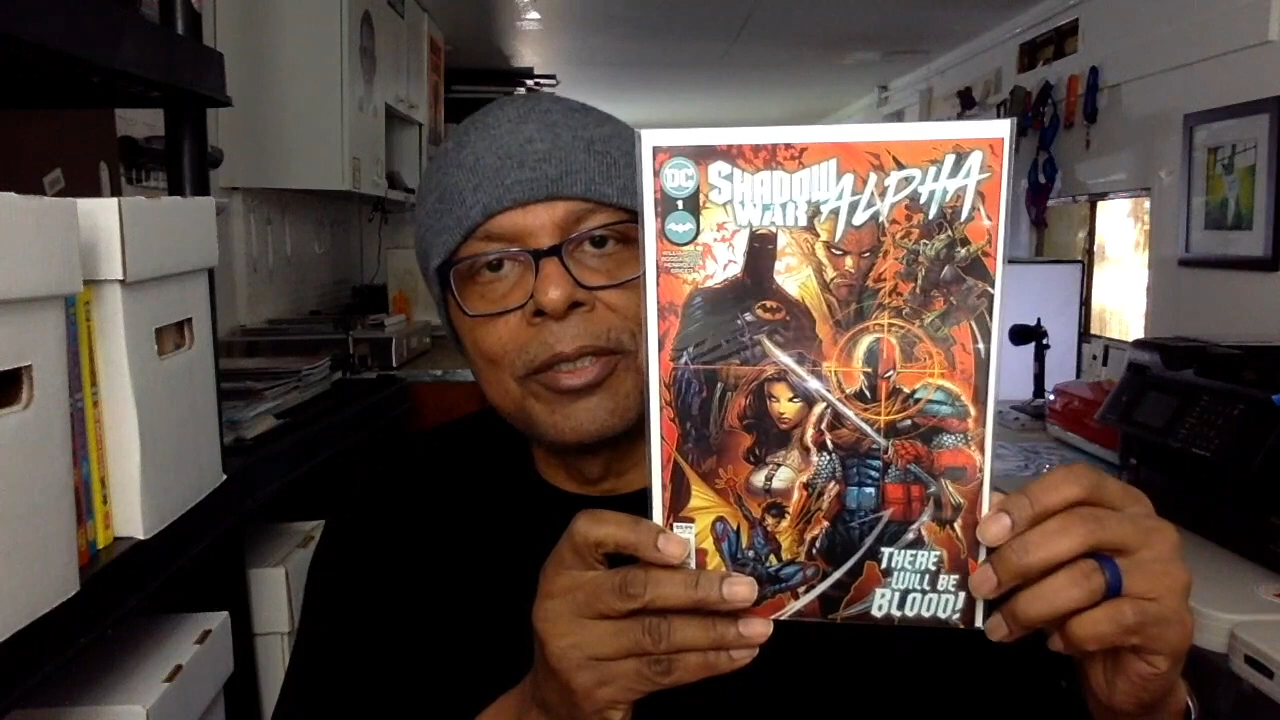 DC
SHADOW
WAR ALPHA
1
THERE
WILL BE
BLOOD!